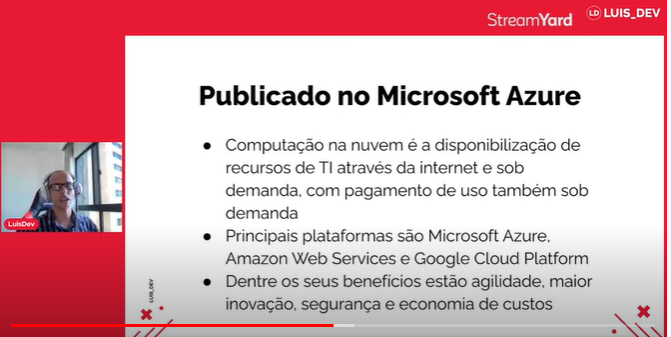 StreamYard
LD LUIS_DEV
Publicado no Microsoft Azure
● Computação na nuvem é a disponibilização de
recursos de TI através da internet e sob
demanda, com pagamento de uso também sob
demanda
● Principais plataformas são Microsoft Azure,
Amazon Web Services e Google Cloud Platform
● Dentre os seus benefícios estão agilidade, maior
inovação, segurança e economia de custos
LuisDev
LUIS_DEV